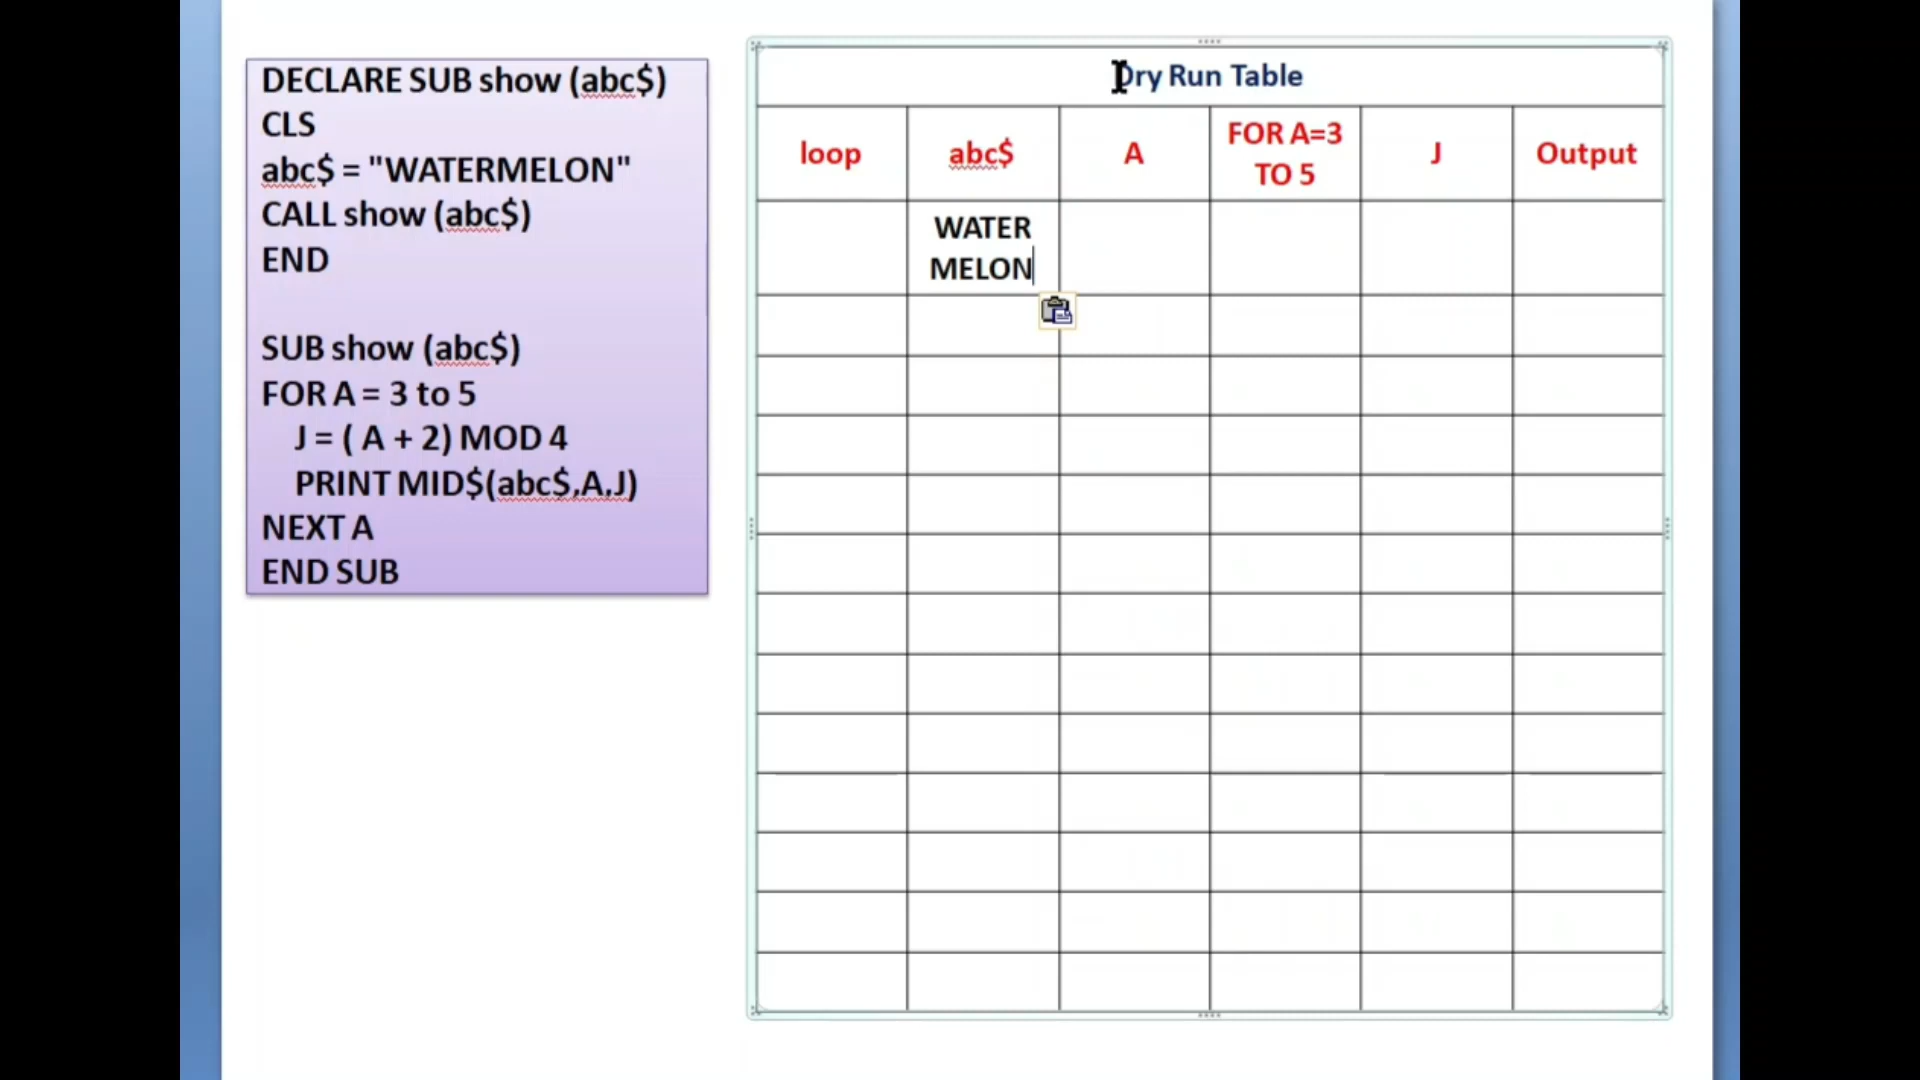 DECLARE SUB show (abc$)
CLS
abc$ = "WATERMELON"
CALL show (abc$)
END
SUB show (abc$)
FOR A = 3 to 5
J = ( A + 2) MOD 4
PRINT MID$(abc$,A,J)
NEXT A
END SUB
Dry Run Table
loop
abc$
A
FOR A=3
TO 5
J
Output
WATER
MELON